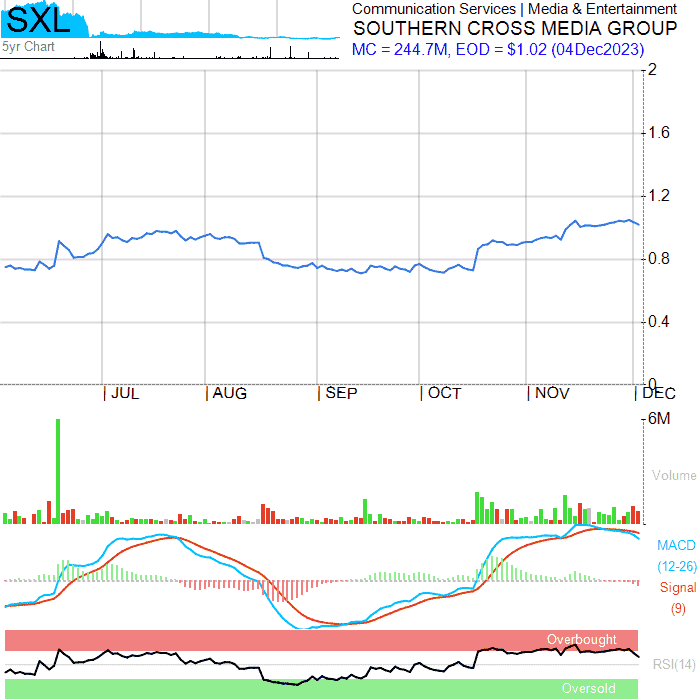 SXL
5yr Chart
Communication Services | Media & Entertainment
SOUTHERN CROSS MEDIA GROUP
MC = 244.7M, EOD = $1.02 (04Dec2023)
2
1.6
1.2
0.8
0.4
0
JUL AUG SEP OCT NOV DEC
6M
Volume
MACD
(12-26)
Signal
(9)
Overbought
RSI(14)
Oversold